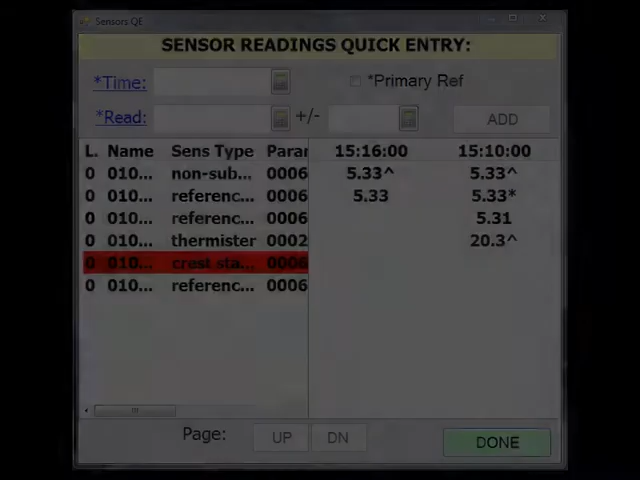 Sensors QE
SENSOR READINGS QUICK ENTRY:
*Time:
*Primary Ref
*Read:
+/-
ADD
L. Name Sens Type Parar 15:16:00 15:10:00
0 010... non-sub... 0006 5.33^ 5.33^
0 010... referenc... 0006 5.33 5.33*
0 010... referenc... 0006 5.31
0 010... thermister 0002 20.3^
0 010... crest sta... 0006
0 010... referenc... 0006
Page:
UP
DN
DONE